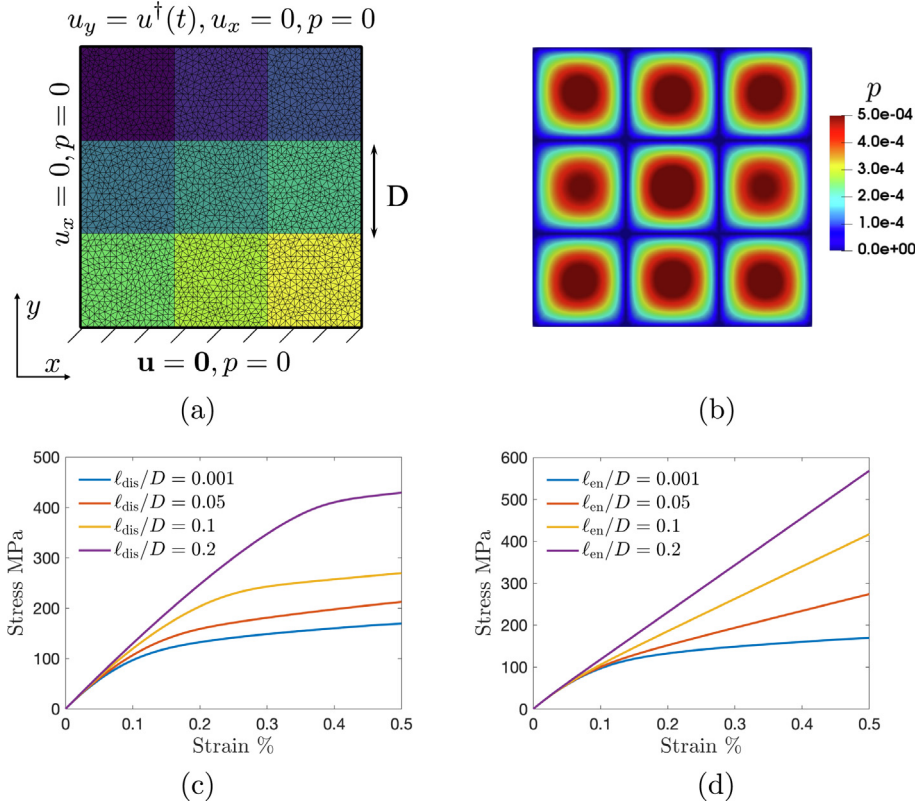 u_y = u^†(t), u_x = 0, p = 0
u_x = 0, p = 0
D
y
x
𝐮 = 𝟎, p = 0
(a)
p
5.0e-04
4.0e-4
3.0e-4
2.0e-4
1.0e-4
0.0e+00
(b)
500
400
300
200
100
0
Stress MPa
ℓ_dis/D = 0.001
ℓ_dis/D = 0.05
ℓ_dis/D = 0.1
ℓ_dis/D = 0.2
0 0.1 0.2 0.3 0.4 0.5
Strain %
(c)
600
500
400
300
200
100
0
Stress MPa
ℓ_en/D = 0.001
ℓ_en/D = 0.05
ℓ_en/D = 0.1
ℓ_en/D = 0.2
0 0.1 0.2 0.3 0.4 0.5
Strain %
(d)